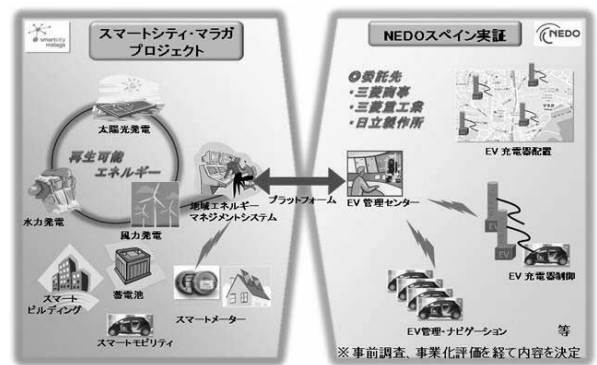 smartcity
malaga
スマートシティ・マラガ
プロジェクト
太陽光発電
再生可能
エネルギー
水力発電
風力発電
地域エネルギー
マネジメントシステム
スマート
ビルディング
蓄電池
スマートモビリティ
スマートメーター
プラットフォーム
NEDOスペイン実証
NEDO
◎委託先
・三菱商事
・三菱重工業
・日立製作所
EV 充電器配置
EV 管理センター
EV
EV
EV 充電器制御
EV管理・ナビゲーション
等
※ 事前調査、事業化評価を経て内容を決定